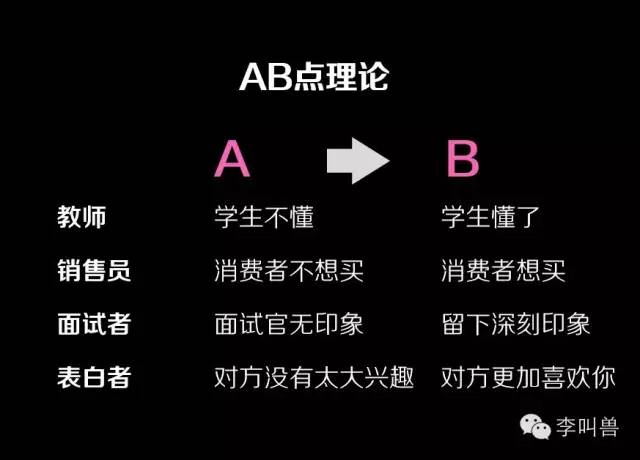 AB点理论
A B
教师 学生不懂 学生懂了
销售员 消费者不想买 消费者想买
面试者 面试官无印象 留下深刻印象
表白者 对方没有太大兴趣 对方更加喜欢你
李叫兽